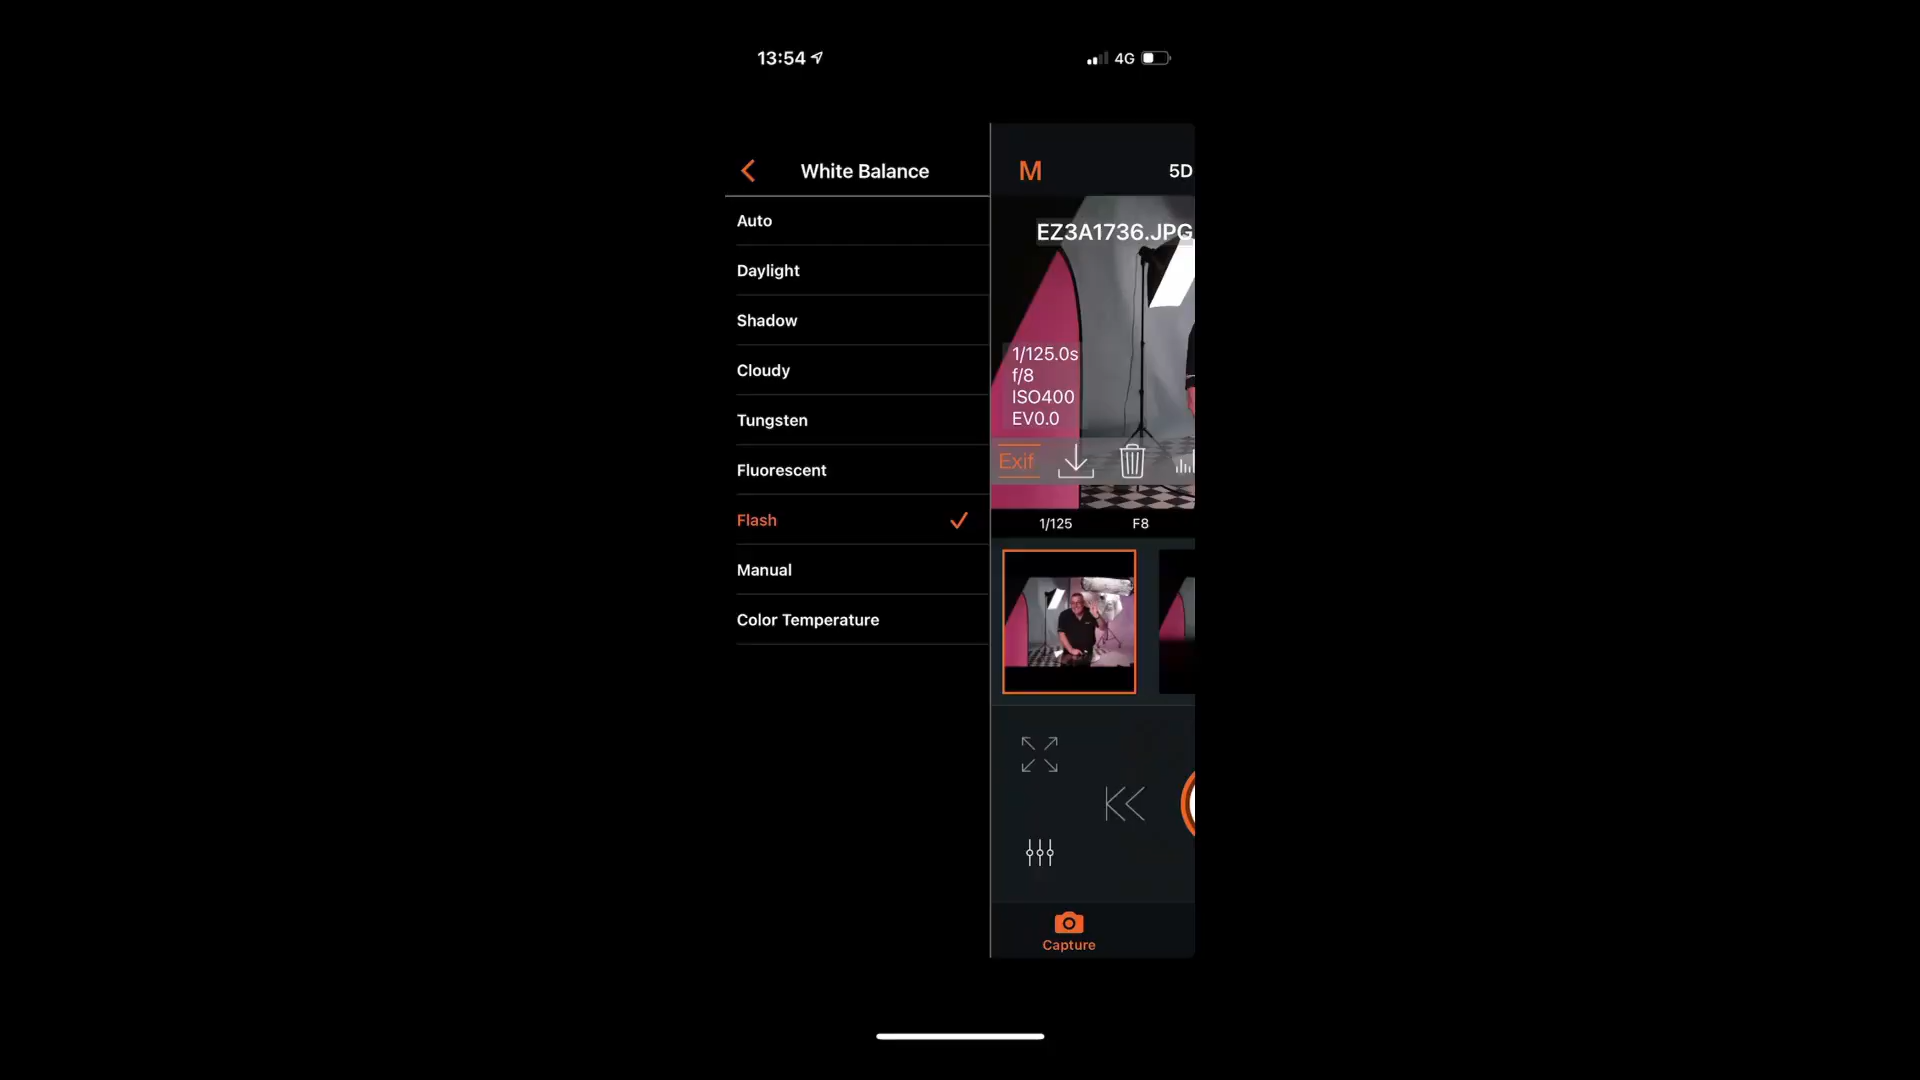 13:54
4G
White Balance
Auto
Daylight
Shadow
Cloudy
Tungsten
Fluorescent
Flash
Manual
Color Temperature
M
5D
EZ3A1736.JPG
1/125.0s
f/8
ISO400
EV0.0
Exif
1/125
F8
Capture